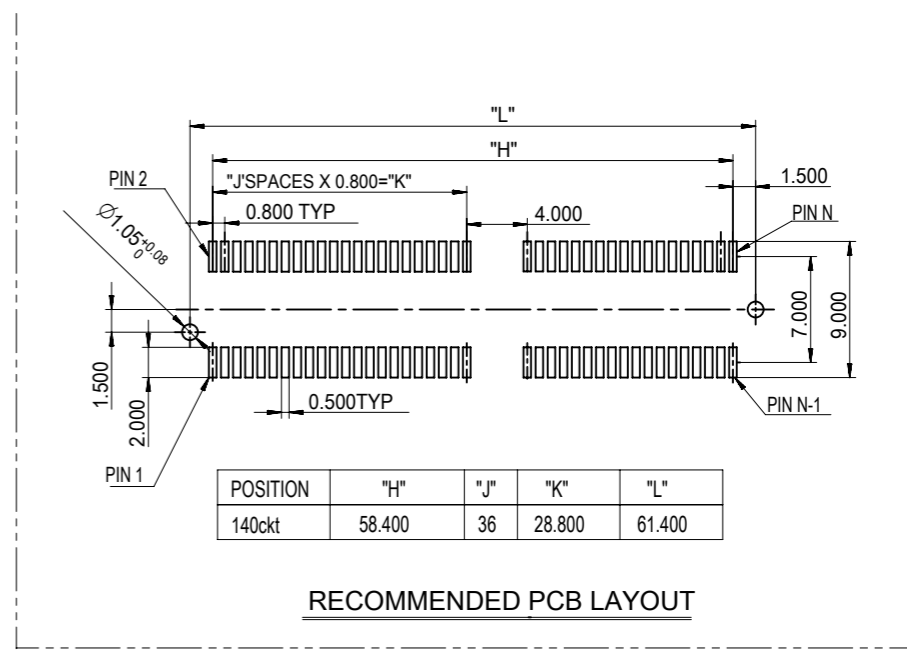 "L"
"H"
1.500
PIN 2
"J'SPACES X 0.800="K"
0.800 TYP
4.000
PIN N
Ø1.05+0.08 0
7.000
9.000
1.500
2.000
0.500TYP
PIN N-1
PIN 1
POSITION "H" "J" "K" "L"
140ckt 58.400 36 28.800 61.400
RECOMMENDED PCB LAYOUT